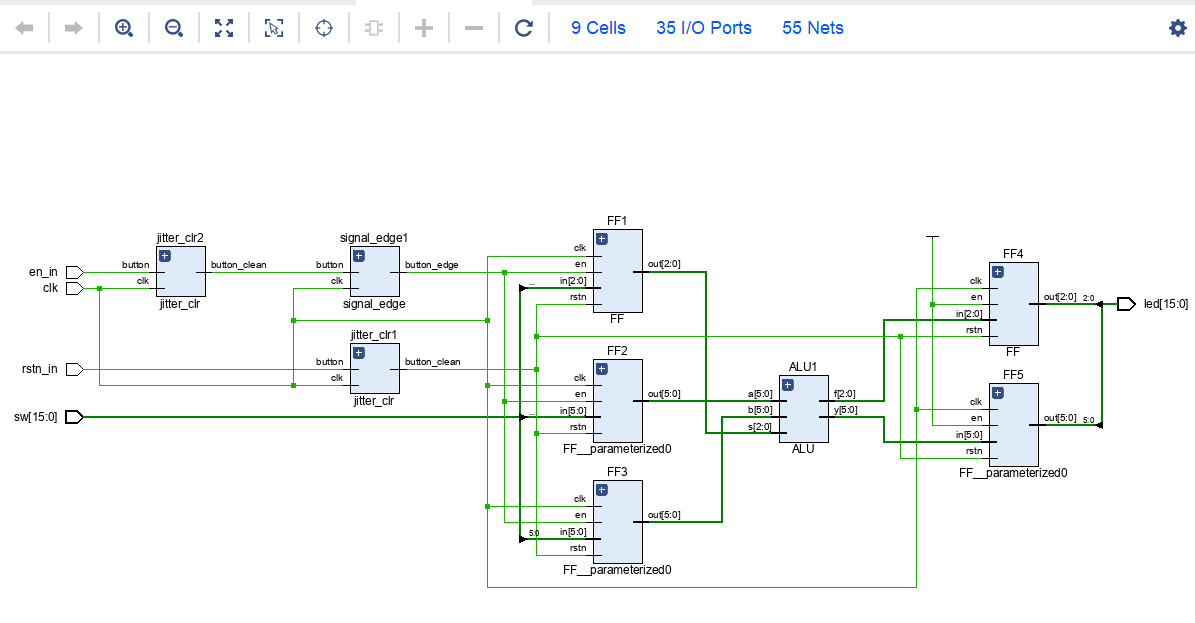 9 Cells 35 I/O Ports 55 Nets
jitter_clr2
button
clk
button_clean
jitter_clr
signal_edge1
button
clk
button_edge
signal_edge
en_in
clk
rstn_in
sw[15:0]
jitter_clr1
button
clk
button_clean
jitter_clr
FF1
clk
en
in[2:0]
rstn
out[2:0]
...
FF
FF2
clk
en
in[5:0]
rstn
out[5:0]
...
FF__parameterized0
FF3
clk
en
5:0
in[5:0]
rstn
out[5:0]
FF__parameterized0
ALU1
a[5:0]
b[5:0]
s[2:0]
f[2:0]
y[5:0]
ALU
FF4
clk
en
in[2:0]
rstn
out[2:0]
2:0
FF
led[15:0]
FF5
clk
en
in[5:0]
rstn
out[5:0]
5:0
FF__parameterized0